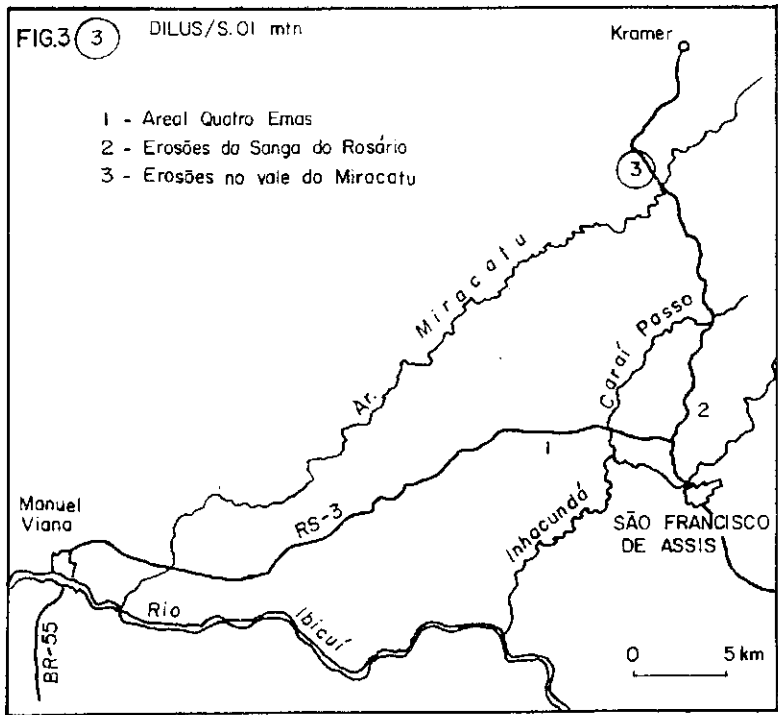 FIG.3 3 DILUS/S.01 mtn
Kramer
1 - Areal Quatro Emas
2 - Erosões da Sanga do Rosário
3 - Erosões no vale do Miracatu
3
Ar. Miracatu
Caraí Passo
2
1
RS-3
Inhacundá
SÃO FRANCISCO
DE ASSIS
Manuel
Viana
Rio Ibicuí
BR-55
0 5 km